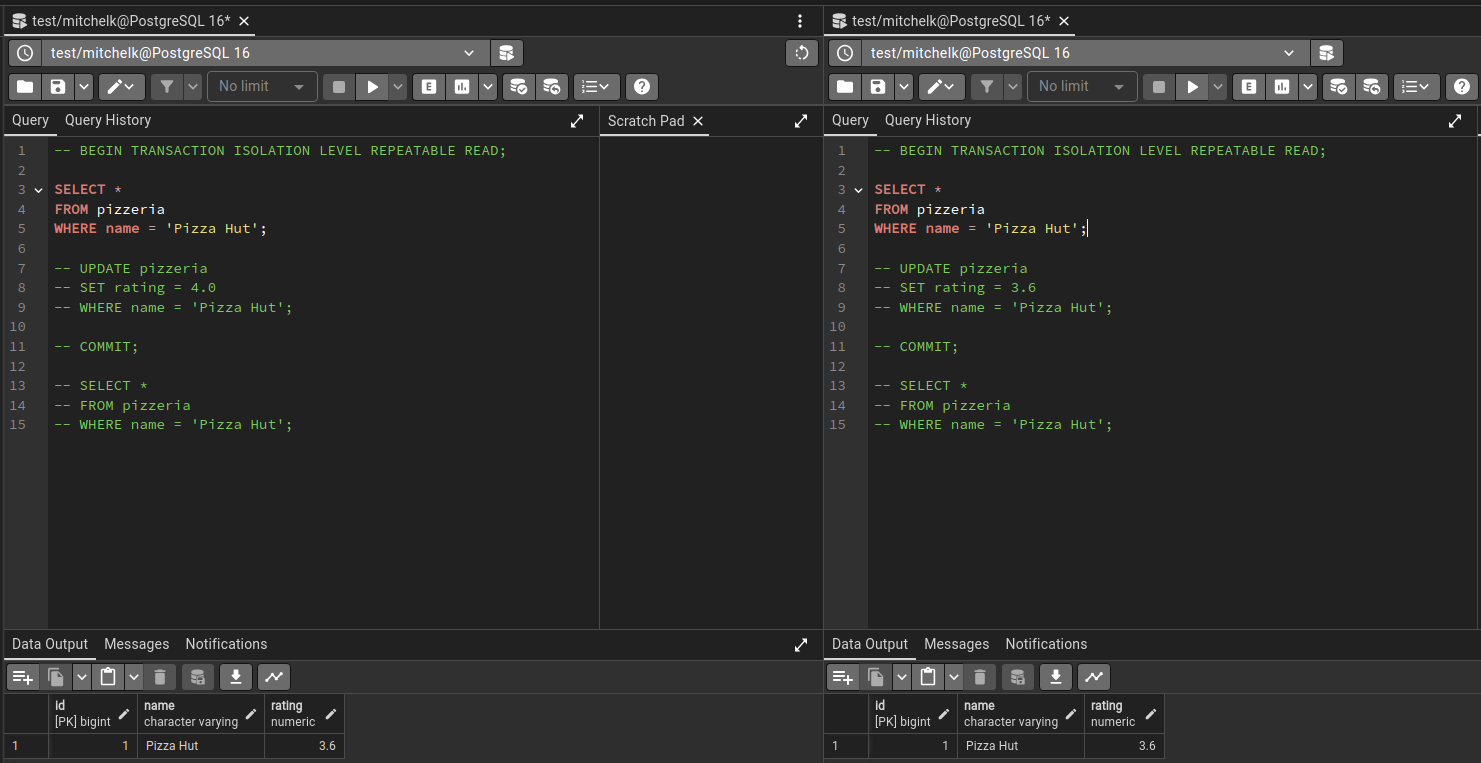 test/mitchelk@PostgreSQL 16*
test/mitchelk@PostgreSQL 16
No limit
E
Query Query History
Scratch Pad
1 -- BEGIN TRANSACTION ISOLATION LEVEL REPEATABLE READ;
2
3 SELECT *
4 FROM pizzeria
5 WHERE name = 'Pizza Hut';
6
7 -- UPDATE pizzeria
8 -- SET rating = 4.0
9 -- WHERE name = 'Pizza Hut';
10
11 -- COMMIT;
12
13 -- SELECT *
14 -- FROM pizzeria
15 -- WHERE name = 'Pizza Hut';
Data Output Messages Notifications
id name rating
[PK] bigint character varying numeric
1 1 Pizza Hut 3.6
test/mitchelk@PostgreSQL 16*
test/mitchelk@PostgreSQL 16
No limit
E
Query Query History
1 -- BEGIN TRANSACTION ISOLATION LEVEL REPEATABLE READ;
2
3 SELECT *
4 FROM pizzeria
5 WHERE name = 'Pizza Hut';
6
7 -- UPDATE pizzeria
8 -- SET rating = 3.6
9 -- WHERE name = 'Pizza Hut';
10
11 -- COMMIT;
12
13 -- SELECT *
14 -- FROM pizzeria
15 -- WHERE name = 'Pizza Hut';
Data Output Messages Notifications
id name rating
[PK] bigint character varying numeric
1 1 Pizza Hut 3.6